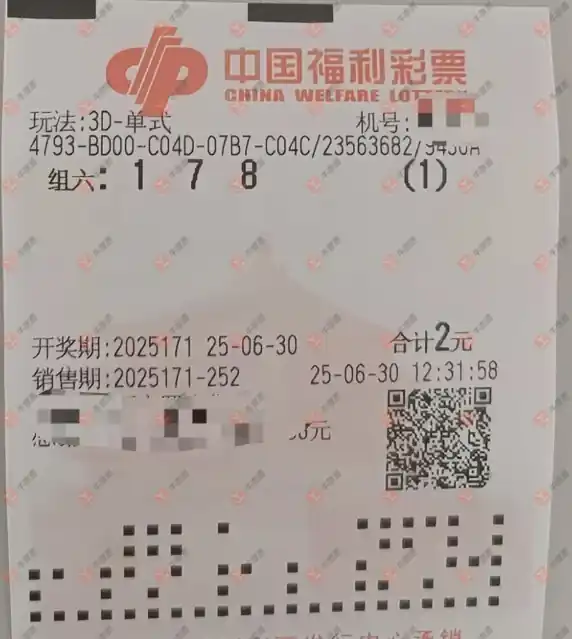 中国福利彩票
CHINA WELFARE LOTTERY
玩法:3D-单式 机号:
4793-BD00-C04D-07B7-C04C/23563682/9430A
组六: 1 7 8 (1)
开奖期:2025171 25-06-30 合计2元
销售期:2025171-252 25-06-30 12:31:58
元